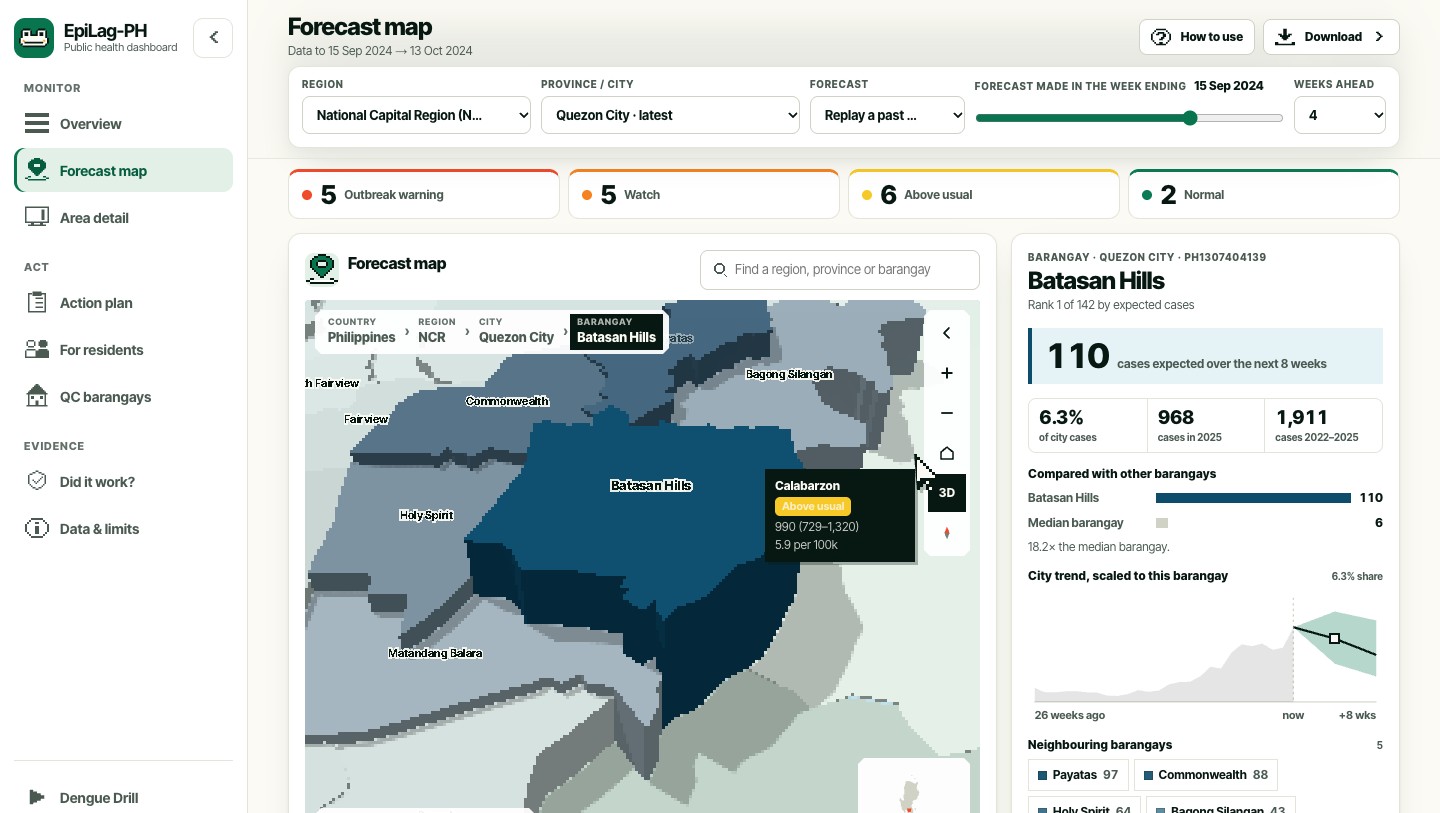 EpiLag-PH
Public health dashboard
MONITOR
Overview
Forecast map
Area detail
ACT
Action plan
For residents
QC barangays
EVIDENCE
Did it work?
Data & limits
Dengue Drill
Forecast map
Data to 15 Sep 2024 → 13 Oct 2024
How to use
Download
REGION
National Capital Region (N...
PROVINCE / CITY
Quezon City · latest
FORECAST
Replay a past ...
FORECAST MADE IN THE WEEK ENDING 15 Sep 2024
WEEKS AHEAD
4
5 Outbreak warning
5 Watch
6 Above usual
2 Normal
Forecast map
Find a region, province or barangay
COUNTRY
Philippines
REGION
NCR
CITY
Quezon City
BARANGAY
Batasan Hills
atas
Bagong Silangan
h Fairview
Commonwealth
Fairview
Batasan Hills
Holy Spirit
Matandang Balara
Calabarzon
Above usual
990 (729–1,320)
5.9 per 100k
3D
BARANGAY · QUEZON CITY · PH1307404139
Batasan Hills
Rank 1 of 142 by expected cases
110 cases expected over the next 8 weeks
6.3%
of city cases
968
cases in 2025
1,911
cases 2022–2025
Compared with other barangays
Batasan Hills 110
Median barangay 6
18.2× the median barangay.
City trend, scaled to this barangay 6.3% share
26 weeks ago now +8 wks
Neighbouring barangays 5
Payatas 97
Commonwealth 88
Holy Spirit 64
Bagong Silangan 43